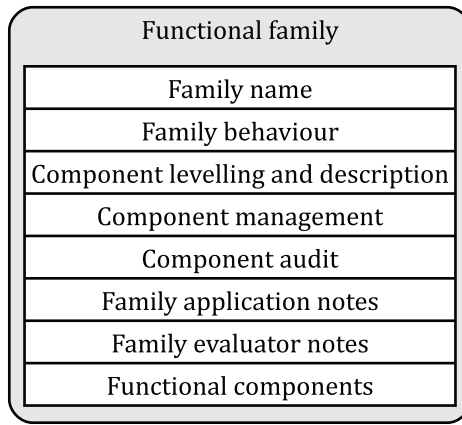 Functional family
Family name
Family behaviour
Component levelling and description
Component management
Component audit
Family application notes
Family evaluator notes
Functional components